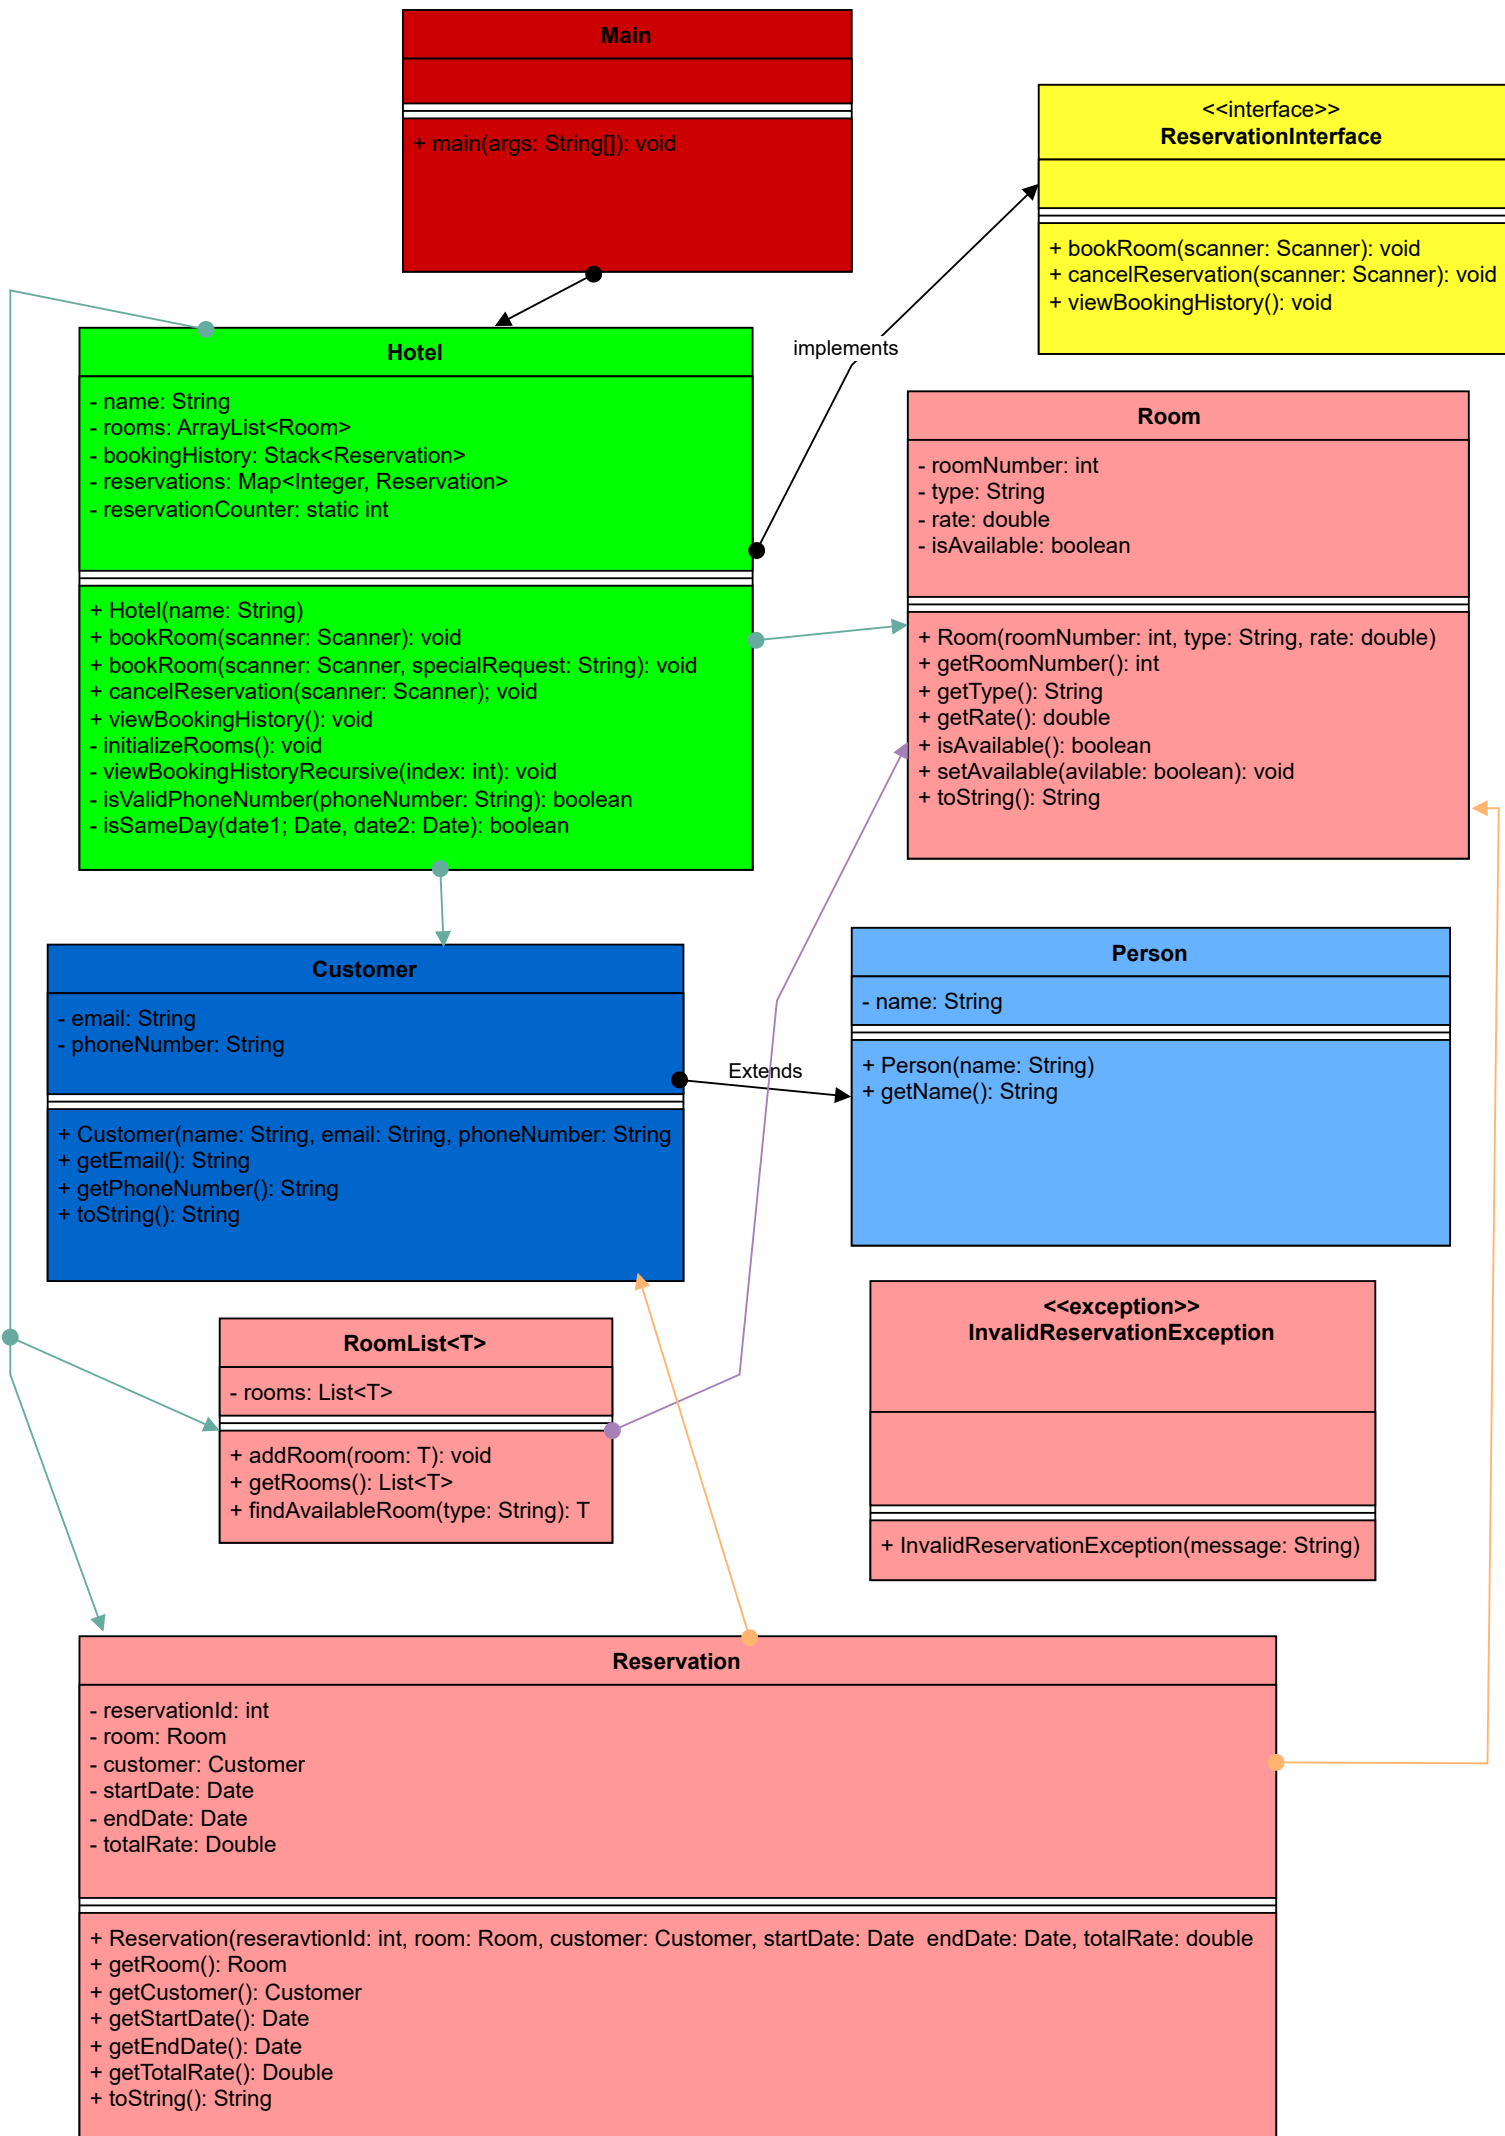 Main
+ main(args: String[]): void
<<interface>>
ReservationInterface
+ bookRoom(scanner: Scanner): void
+ cancelReservation(scanner: Scanner): void
+ viewBookingHistory(): void
implements
Hotel
- name: String
- rooms: ArrayList<Room>
- bookingHistory: Stack<Reservation>
- reservations: Map<Integer, Reservation>
- reservationCounter: static int
+ Hotel(name: String)
+ bookRoom(scanner: Scanner): void
+ bookRoom(scanner: Scanner, specialRequest: String): void
+ cancelReservation(scanner: Scanner); void
+ viewBookingHistory(): void
- initializeRooms(): void
- viewBookingHistoryRecursive(index: int): void
- isValidPhoneNumber(phoneNumber: String): boolean
- isSameDay(date1; Date, date2: Date): boolean
Room
- roomNumber: int
- type: String
- rate: double
- isAvailable: boolean
+ Room(roomNumber: int, type: String, rate: double)
+ getRoomNumber(): int
+ getType(): String
+ getRate(): double
+ isAvailable(): boolean
+ setAvailable(avilable: boolean): void
+ toString(): String
Customer
- email: String
- phoneNumber: String
+ Customer(name: String, email: String, phoneNumber: String
+ getEmail(): String
+ getPhoneNumber(): String
+ toString(): String
Extends
Person
- name: String
+ Person(name: String)
+ getName(): String
RoomList<T>
- rooms: List<T>
+ addRoom(room: T): void
+ getRooms(): List<T>
+ findAvailableRoom(type: String): T
<<exception>>
InvalidReservationException
+ InvalidReservationException(message: String)
Reservation
- reservationId: int
- room: Room
- customer: Customer
- startDate: Date
- endDate: Date
- totalRate: Double
+ Reservation(reseravtionId: int, room: Room, customer: Customer, startDate: Date  endDate: Date, totalRate: double
+ getRoom(): Room
+ getCustomer(): Customer
+ getStartDate(): Date
+ getEndDate(): Date
+ getTotalRate(): Double
+ toString(): String